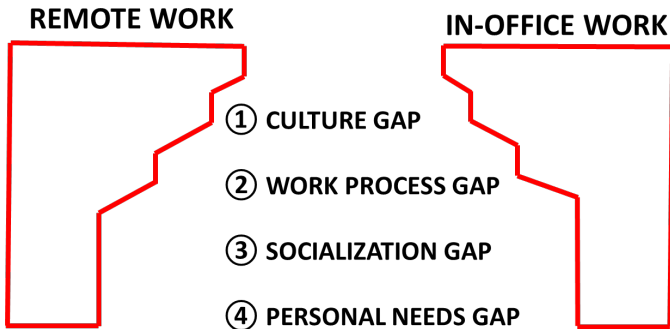 REMOTE WORK
IN-OFFICE WORK
① CULTURE GAP
② WORK PROCESS GAP
③ SOCIALIZATION GAP
④ PERSONAL NEEDS GAP